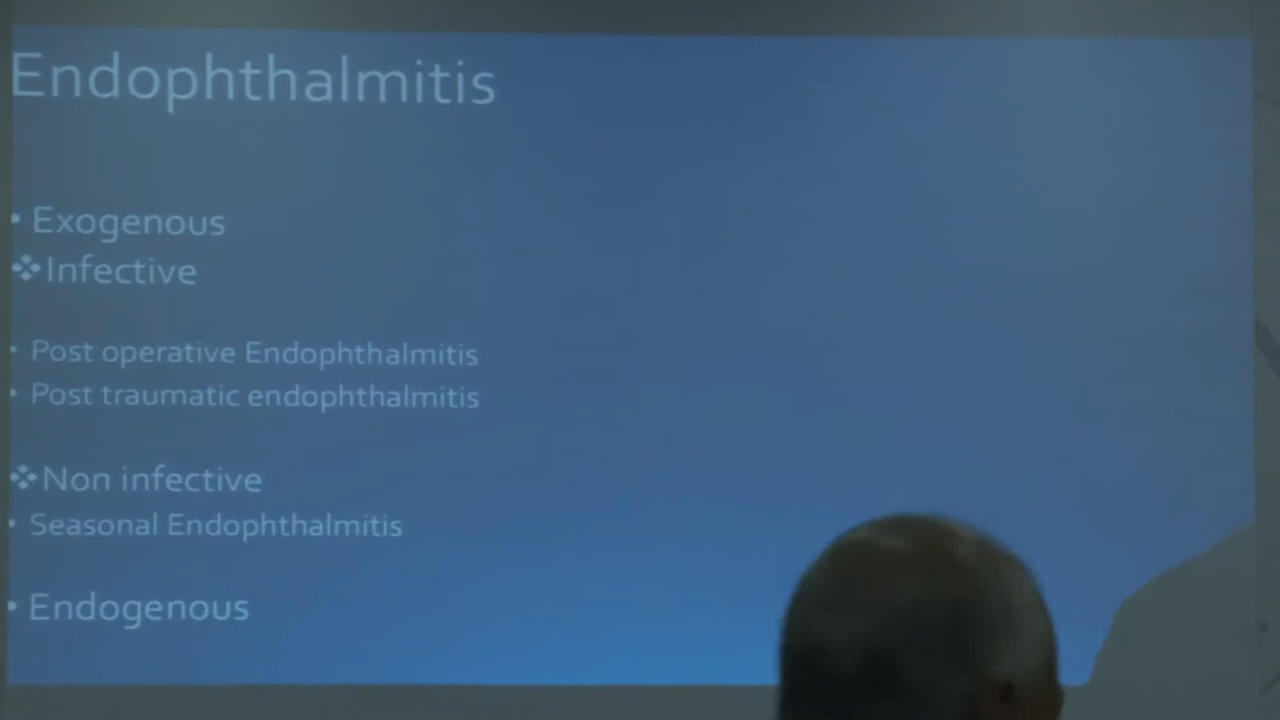 Endophthalmitis
• Exogenous
❖Infective
• Post operative Endophthalmitis
• Post traumatic endophthalmitis
❖Non infective
• Seasonal Endophthalmitis
• Endogenous